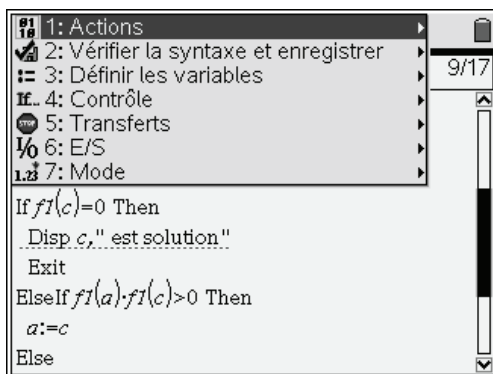 1: Actions
2: Vérifier la syntaxe et enregistrer
3: Définir les variables
If.. 4: Contrôle
STOP 5: Transferts
I/O 6: E/S
1.23 7: Mode
9/17
If f1(c)=0 Then
Disp c," est solution"
Exit
ElseIf f1(a)·f1(c)>0 Then
a:=c
Else